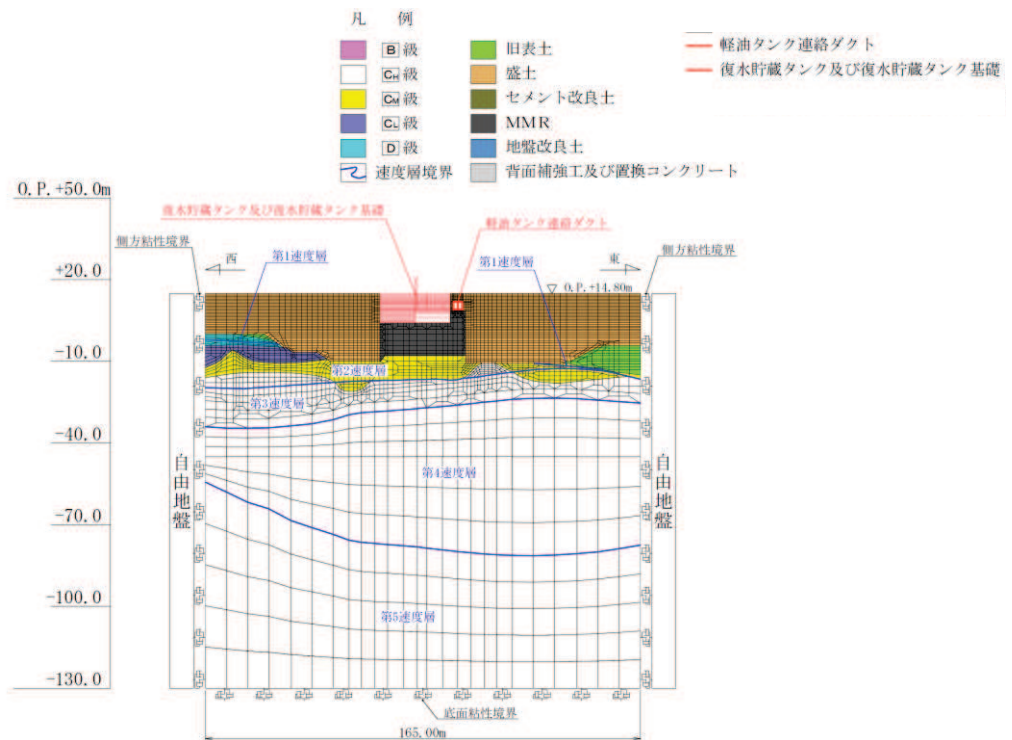 凡 例
B 級
CH 級
CM 級
CL 級
D 級
速度層境界
旧表土
盛土
セメント改良土
MMR
地盤改良土
背面補強工及び置換コンクリート
軽油タンク連絡ダクト
復水貯蔵タンク及び復水貯蔵タンク基礎
O.P.+50.0m
+20.0
-10.0
-40.0
-70.0
-100.0
-130.0
復水貯蔵タンク及び復水貯蔵タンク基礎
軽油タンク連絡ダクト
側方粘性境界
側方粘性境界
第1速度層
第1速度層
西
東
O.P.+14.80m
第2速度層
第3速度層
第4速度層
第5速度層
自由地盤
自由地盤
底面粘性境界
165.00m